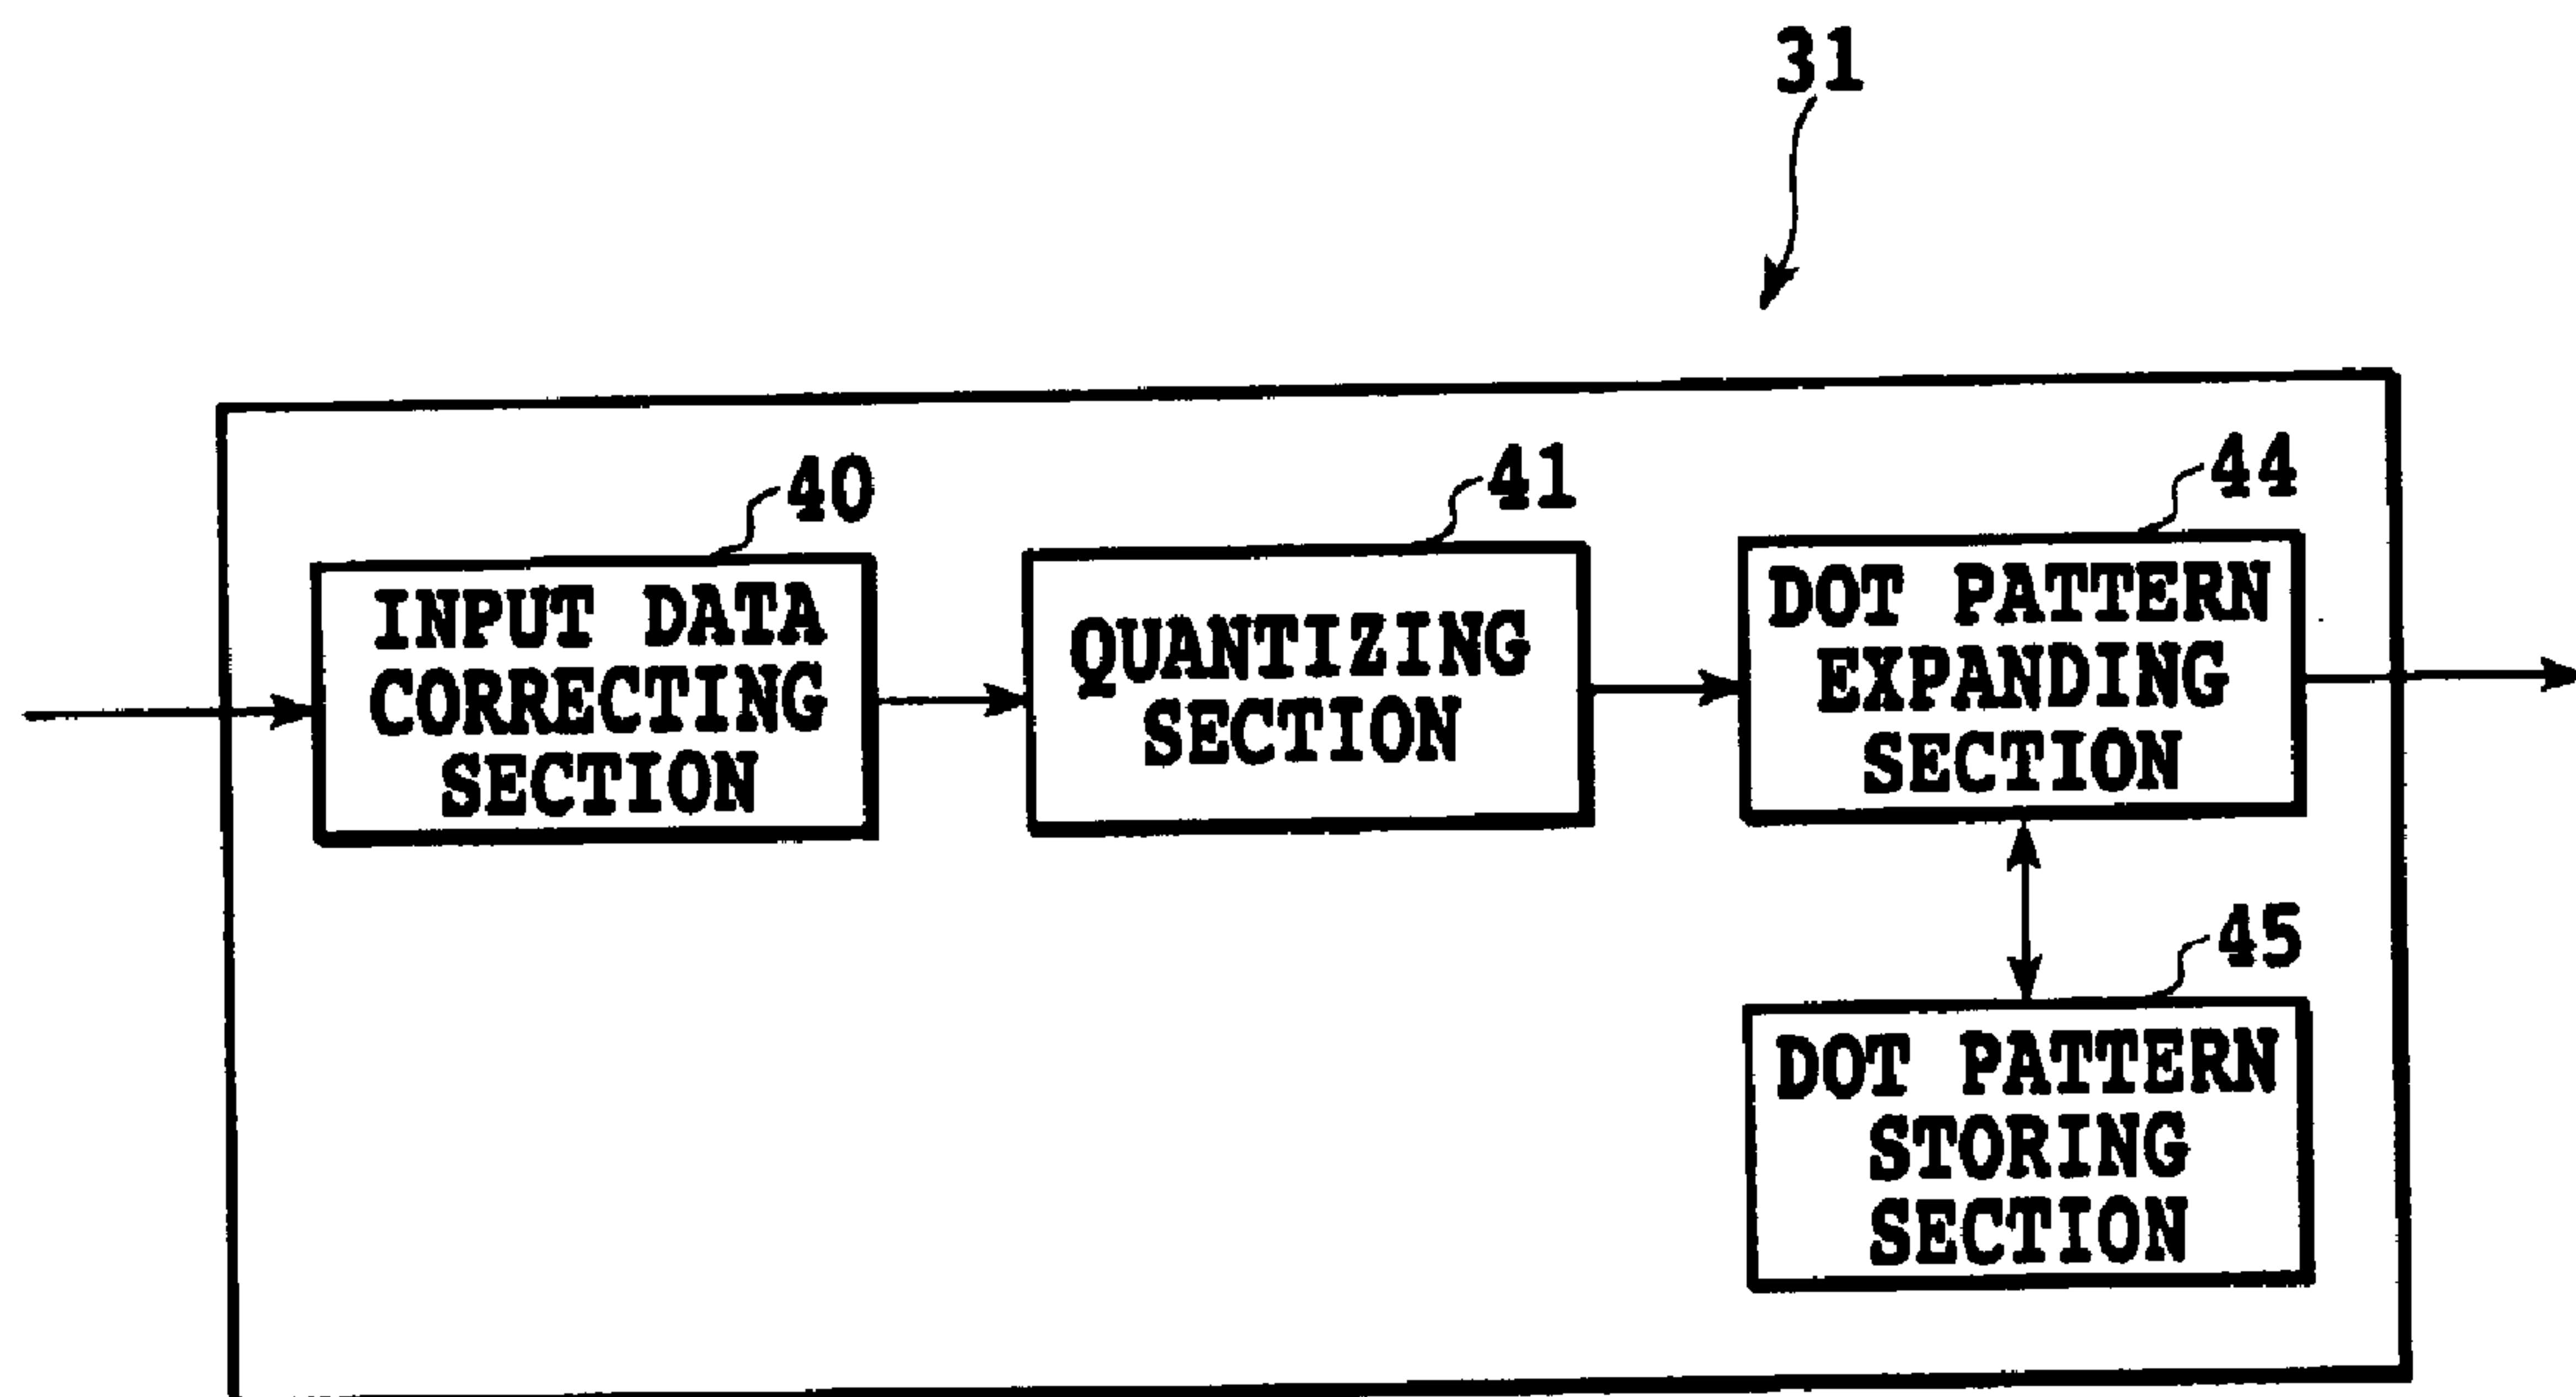 31
40
INPUT DATA
CORRECTING
SECTION
41
QUANTIZING
SECTION
44
DOT PATTERN
EXPANDING
SECTION
45
DOT PATTERN
STORING
SECTION